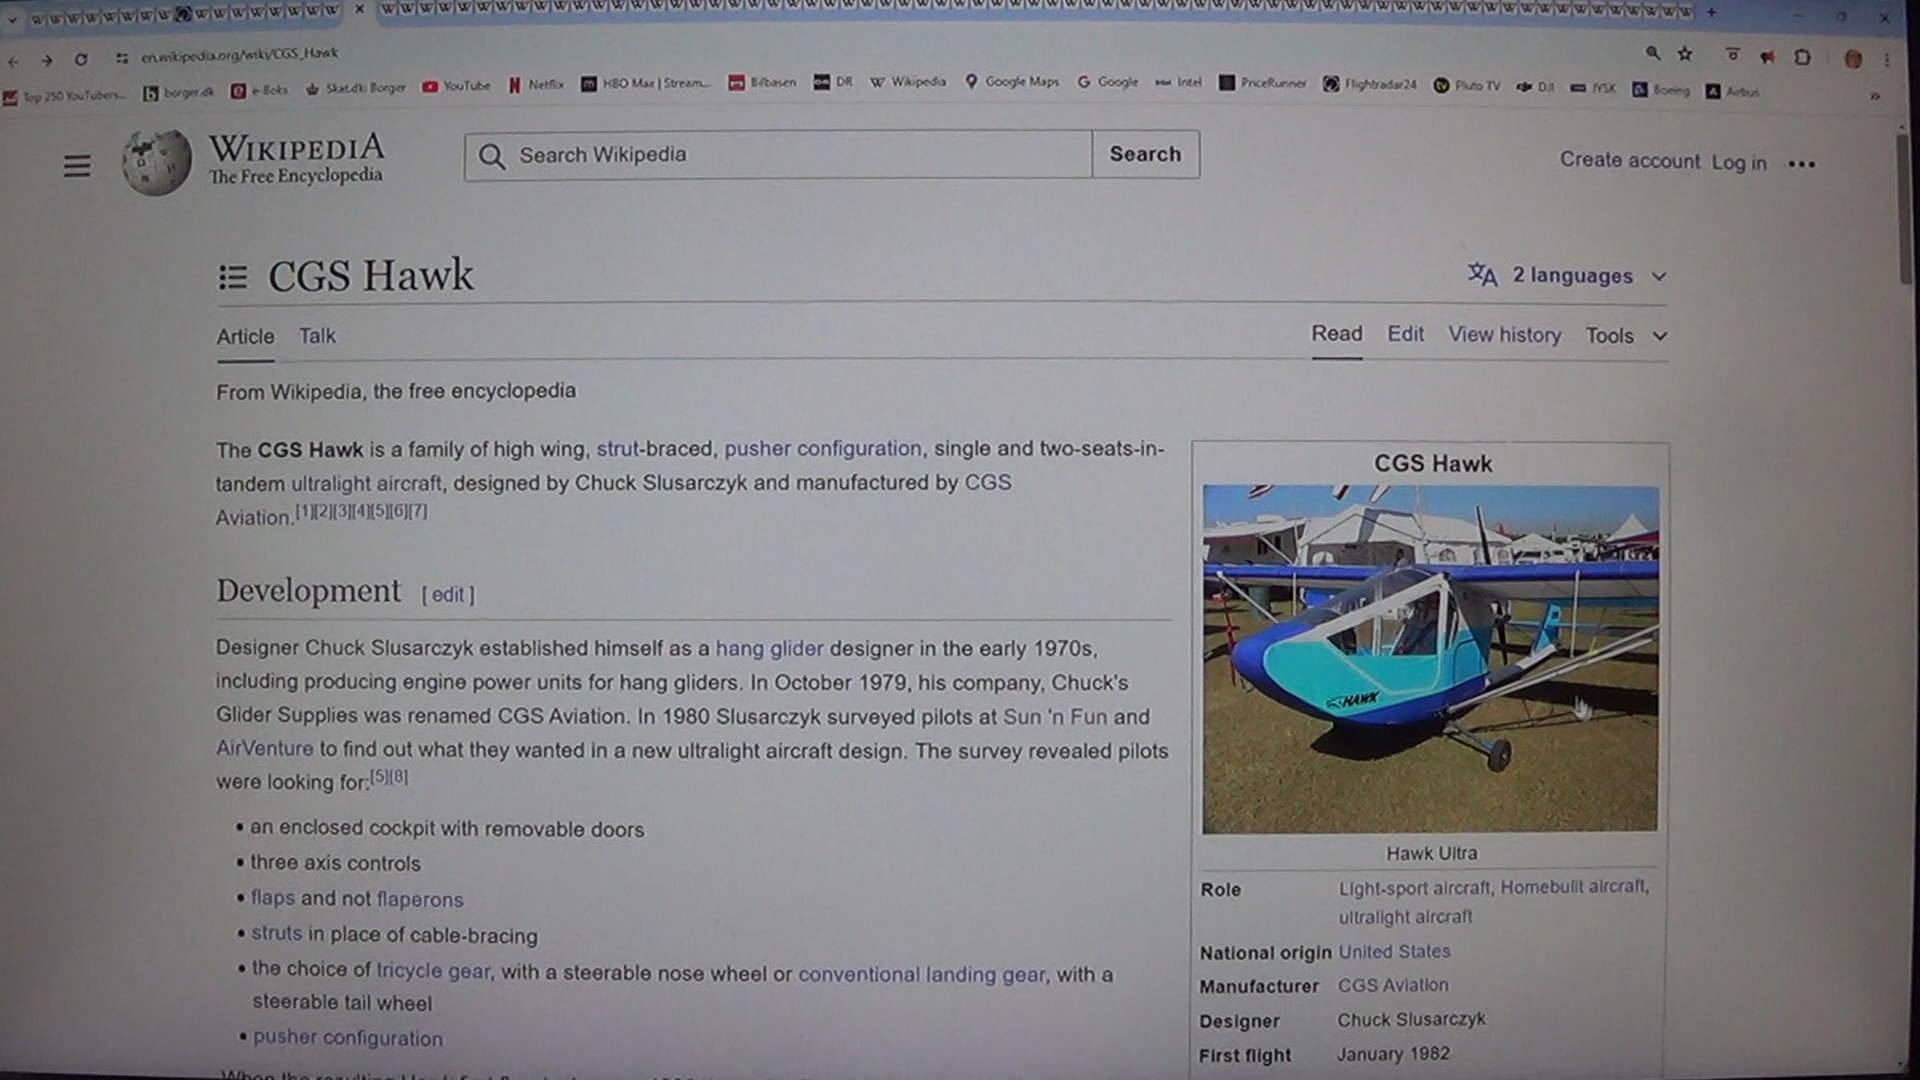 en.wikipedia.org/wiki/CGS_Hawk
Top 250 YouTubers... borger.dk e-Boks Skat.dk: Borger YouTube Netflix HBO Max | Stream... Bilbasen DR Wikipedia Google Maps Google Intel PriceRunner Flightradar24 Pluto TV DJI JYSK Boeing Airbus
WIKIPEDIA
The Free Encyclopedia
Search Wikipedia Search
Create account Log in
CGS Hawk
2 languages
Article Talk
Read Edit View history Tools
From Wikipedia, the free encyclopedia
The CGS Hawk is a family of high wing, strut-braced, pusher configuration, single and two-seats-in-
tandem ultralight aircraft, designed by Chuck Slusarczyk and manufactured by CGS
Aviation.[1][2][3][4][5][6][7]
Development [ edit ]
Designer Chuck Slusarczyk established himself as a hang glider designer in the early 1970s,
including producing engine power units for hang gliders. In October 1979, his company, Chuck's
Glider Supplies was renamed CGS Aviation. In 1980 Slusarczyk surveyed pilots at Sun 'n Fun and
AirVenture to find out what they wanted in a new ultralight aircraft design. The survey revealed pilots
were looking for:[5][8]
• an enclosed cockpit with removable doors
• three axis controls
• flaps and not flaperons
• struts in place of cable-bracing
• the choice of tricycle gear, with a steerable nose wheel or conventional landing gear, with a
steerable tail wheel
• pusher configuration
CGS Hawk
HAWK
Hawk Ultra
Role Light-sport aircraft, Homebuilt aircraft,
ultralight aircraft
National origin United States
Manufacturer CGS Aviation
Designer Chuck Slusarczyk
First flight January 1982